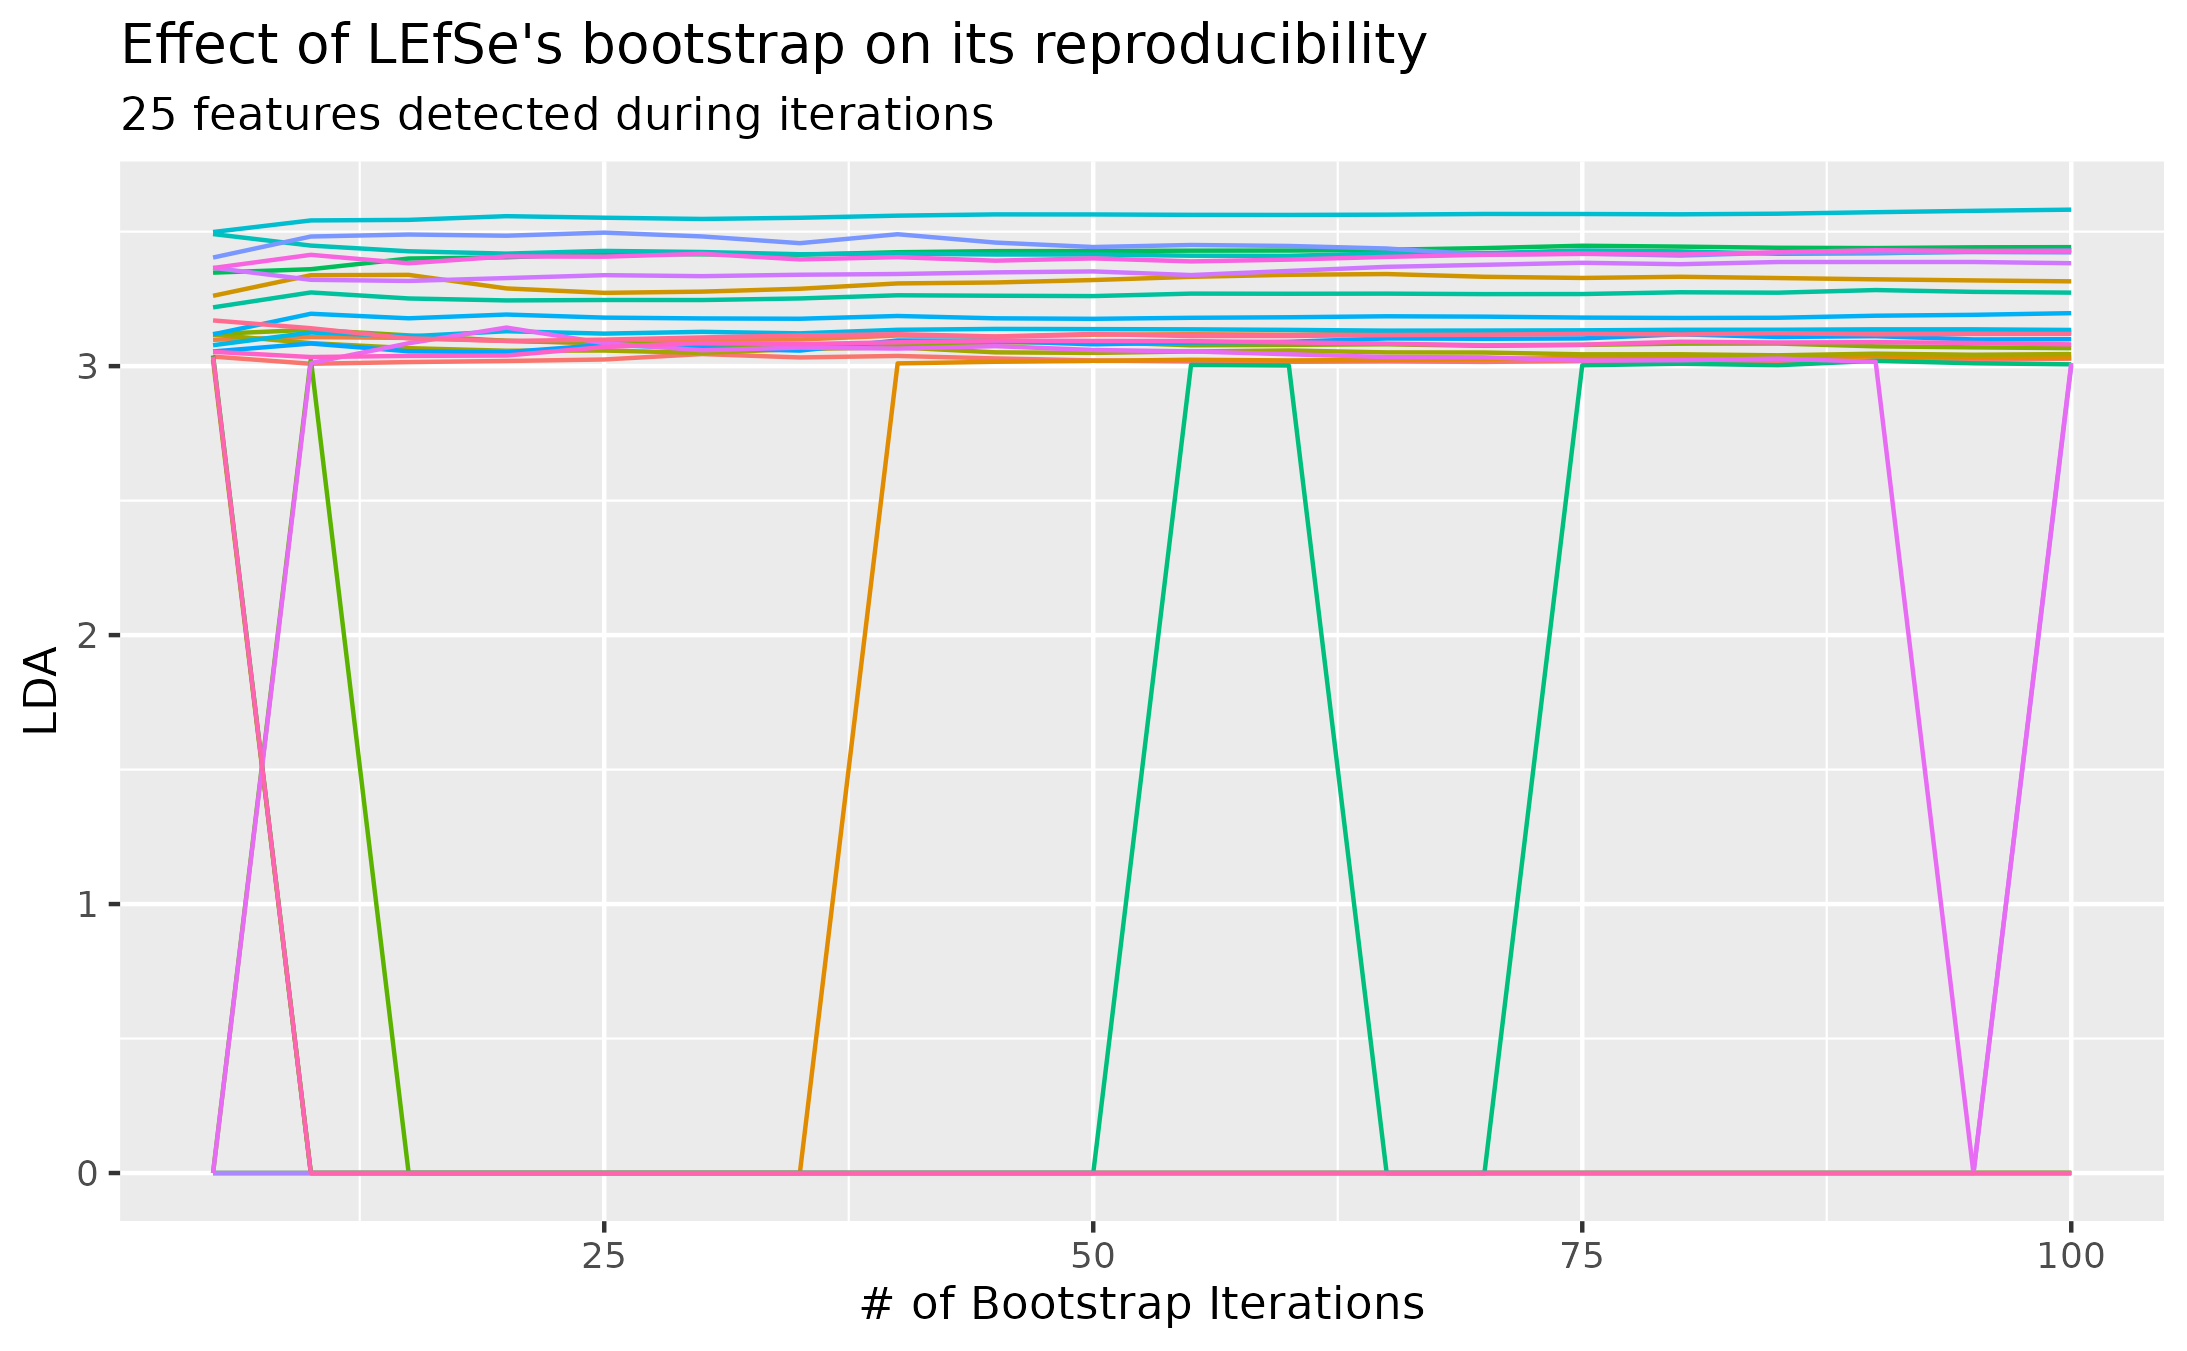 Effect of LEfSe's bootstrap on its reproducibility
25 features detected during iterations
LDA
3
2
1
0
25 50 75 100
# of Bootstrap Iterations